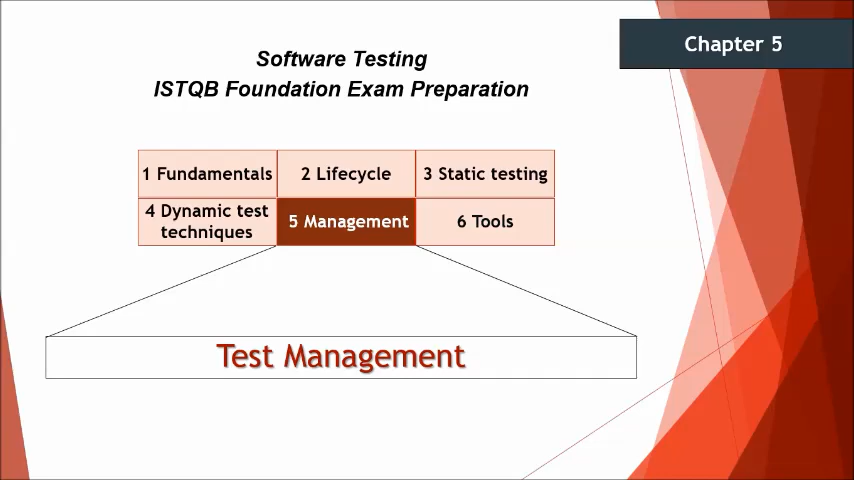 Chapter 5
Software Testing
ISTQB Foundation Exam Preparation
1 Fundamentals
2 Lifecycle
3 Static testing
4 Dynamic test
techniques
5 Management
6 Tools
Test Management